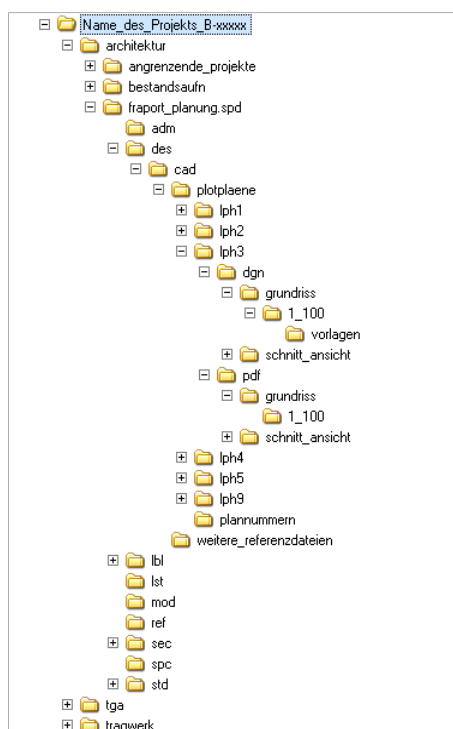 Name_des_Projekts_B-xxxxx
architektur
angrenzende_projekte
bestandsaufn
fraport_planung.spd
adm
des
cad
plotplaene
lph1
lph2
lph3
dgn
grundriss
1_100
vorlagen
schnitt_ansicht
pdf
grundriss
1_100
schnitt_ansicht
lph4
lph5
lph9
plannummern
weitere_referenzdateien
lbl
lst
mod
ref
sec
spc
std
tga
tragwerk